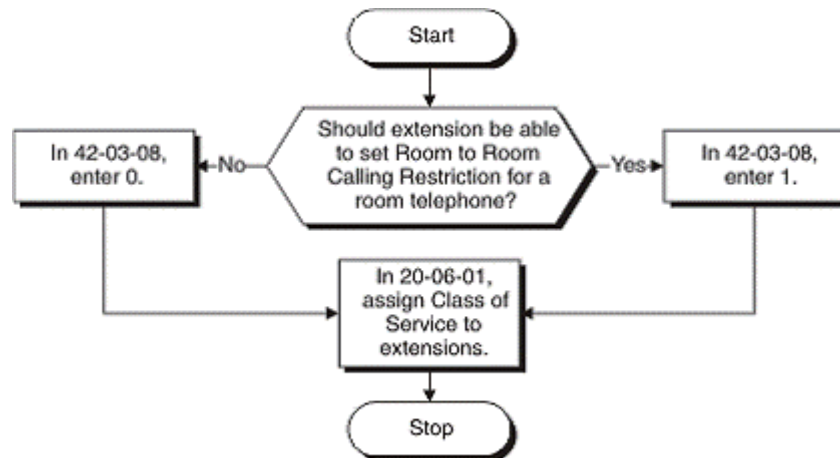 Start
Should extension be able
to set Room to Room
Calling Restriction for a
room telephone?
No
Yes
In 42-03-08,
enter 0.
In 42-03-08,
enter 1.
In 20-06-01,
assign Class of
Service to
extensions.
Stop